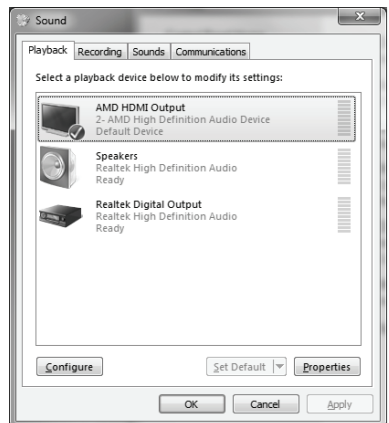 Sound
Playback Recording Sounds Communications
Select a playback device below to modify its settings:
AMD HDMI Output
2- AMD High Definition Audio Device
Default Device
Speakers
Realtek High Definition Audio
Ready
Realtek Digital Output
Realtek High Definition Audio
Ready
Configure Set Default Properties
OK Cancel Apply